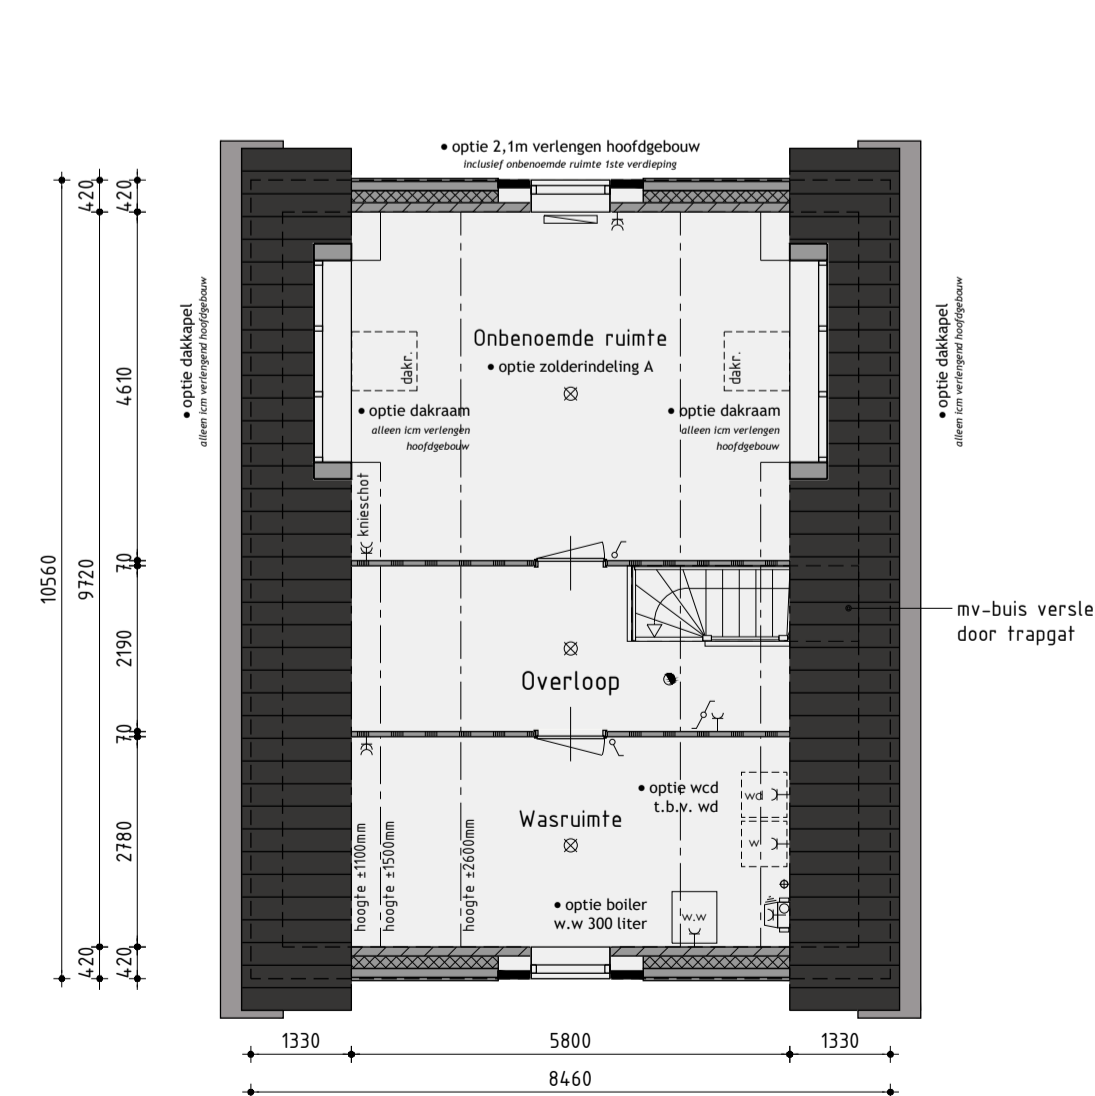 • optie 2,1m verlengen hoofdgebouw
inclusief onbenoemde ruimte 1ste verdieping
420
420
420
• optie dakkapel
alleen icm verlengend hoofdgebouw
• optie dakkapel
alleen icm verlengend hoofdgebouw
Onbenoemde ruimte
• optie zolderindeling A
dakr.
dakr.
• optie dakraam
alleen icm verlengen
hoofdgebouw
• optie dakraam
alleen icm verlengen
hoofdgebouw
4610
knieschot
10560
9720
70
mv-buis versle
door trapgat
2190
Overloop
70
• optie wcd
t.b.v. wd
wd
w
Wasruimte
2780
hoogte ±1100mm
hoogte ±1500mm
hoogte ±2600mm
• optie boiler
w.w 300 liter
w.w
420
420
1330
5800
1330
8460